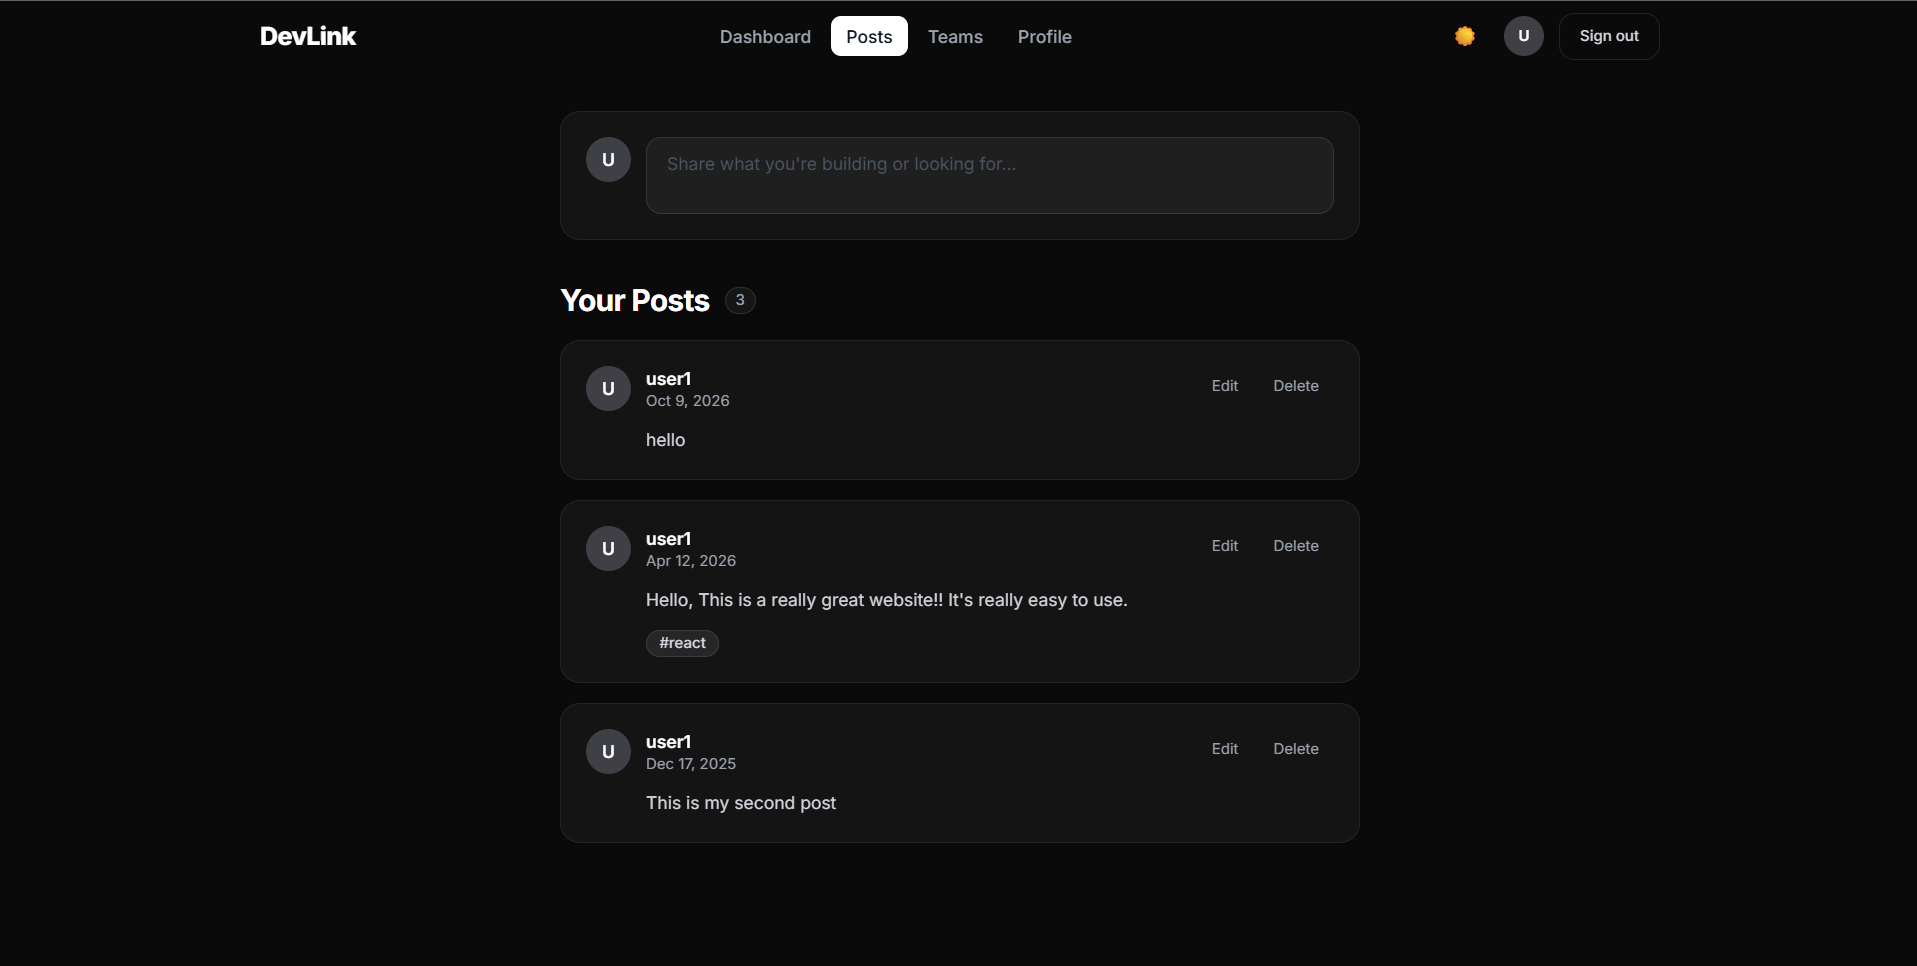 DevLink
Dashboard Posts Teams Profile
U
Sign out
U
Share what you're building or looking for...
Your Posts 3
U
user1
Oct 9, 2026
Edit Delete
hello
U
user1
Apr 12, 2026
Edit Delete
Hello, This is a really great website!! It's really easy to use.
#react
U
user1
Dec 17, 2025
Edit Delete
This is my second post